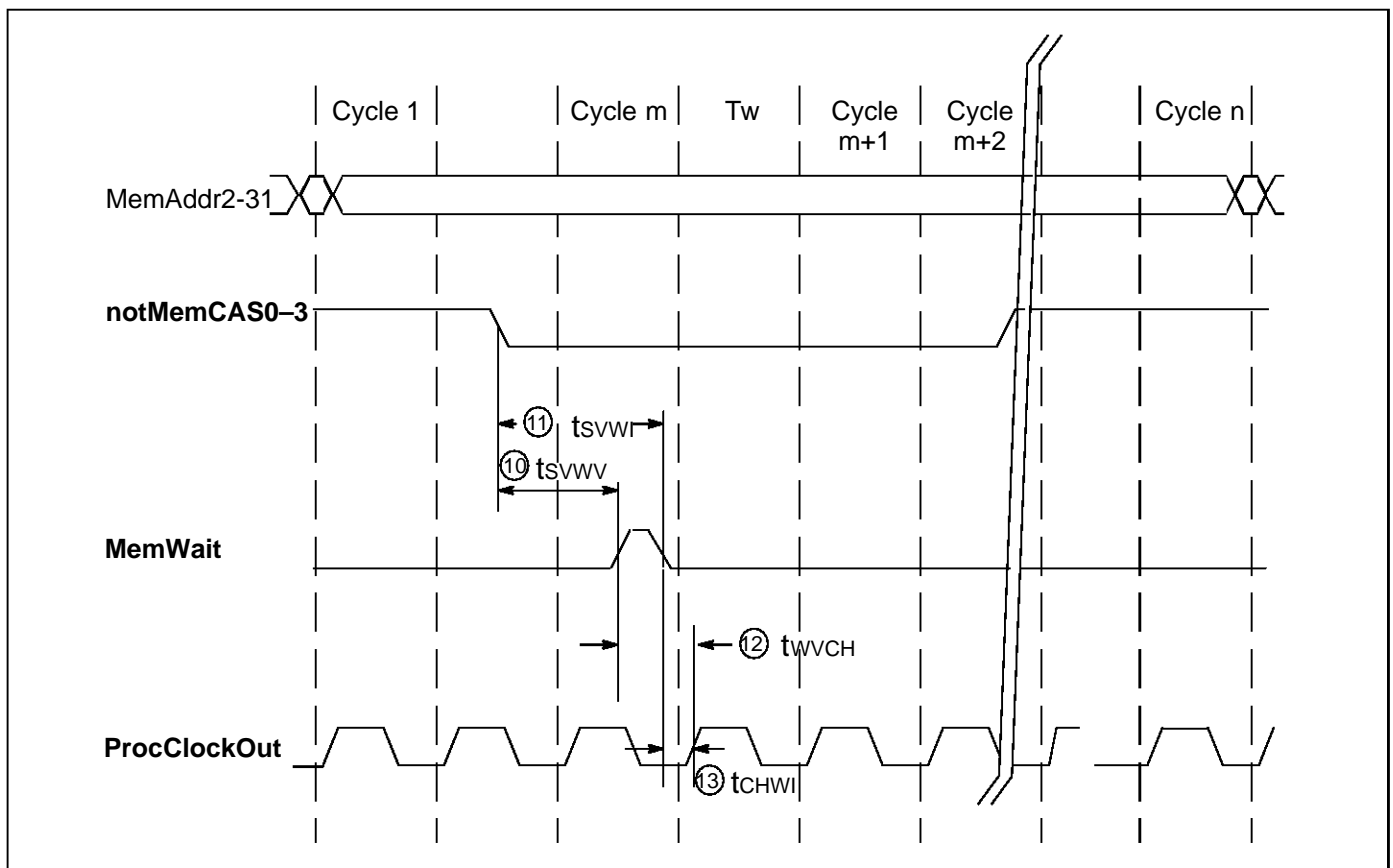 Cycle 1
Cycle m
Tw
Cycle
m+1
Cycle
m+2
Cycle n
MemAddr2-31
notMemCAS0–3
11 tSVWI
10 tSVWV
MemWait
12 tWVCH
ProcClockOut
13 tCHWI